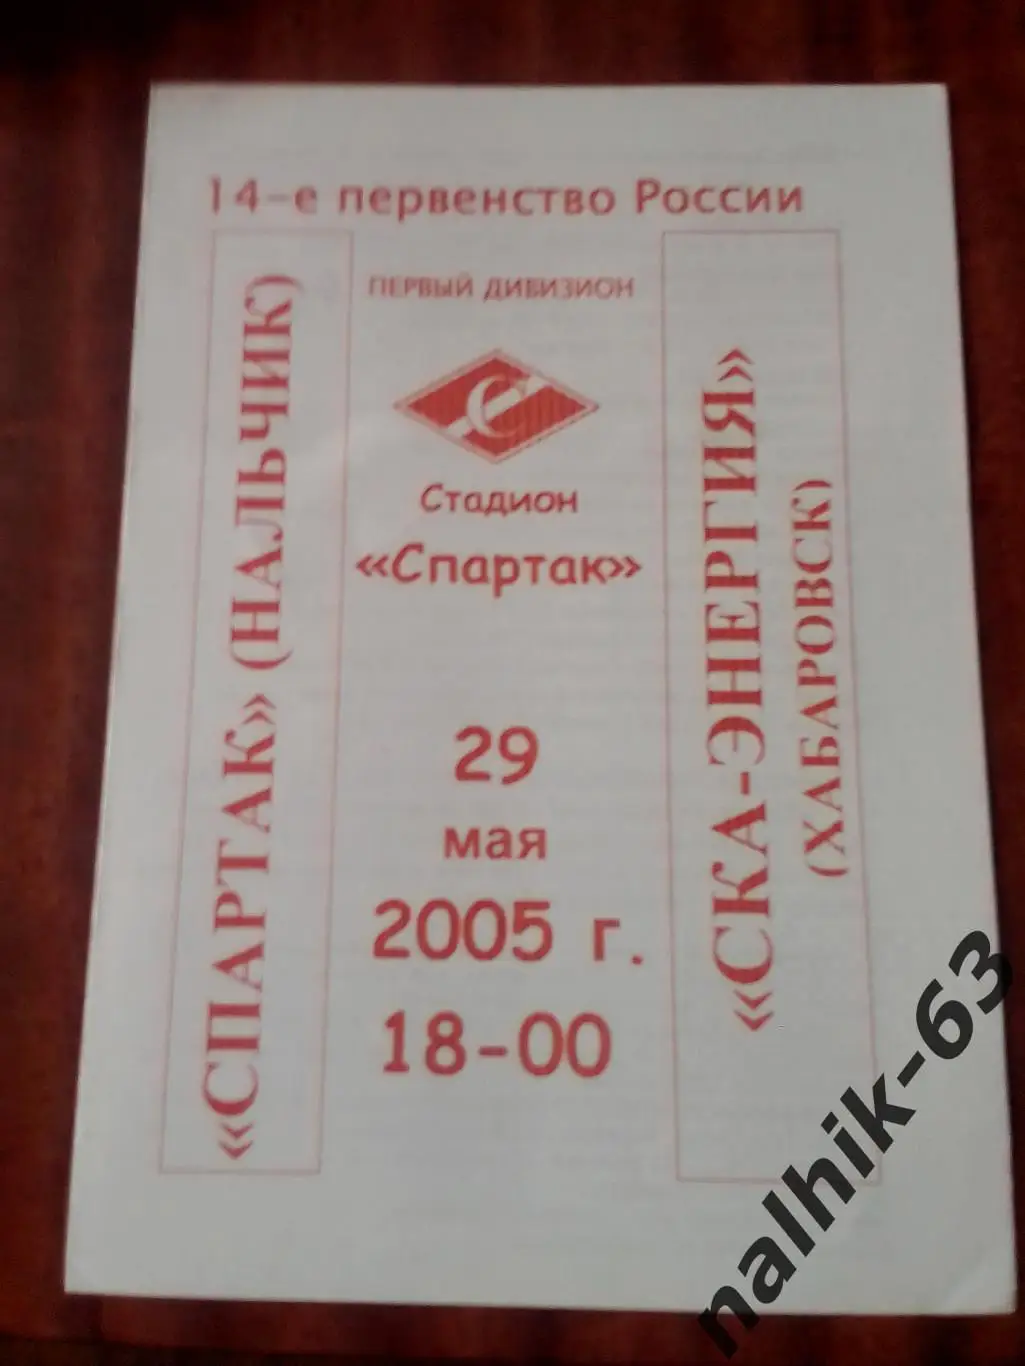 14-е первенство России
«СПАРТАК» (НАЛЬЧИК)
ПЕРВЫЙ ДИВИЗИОН
С
Стадион
«Спартак»
29
мая
2005 г.
18-00
«СКА-ЭНЕРГИЯ»
(ХАБАРОВСК)
nalhik-63